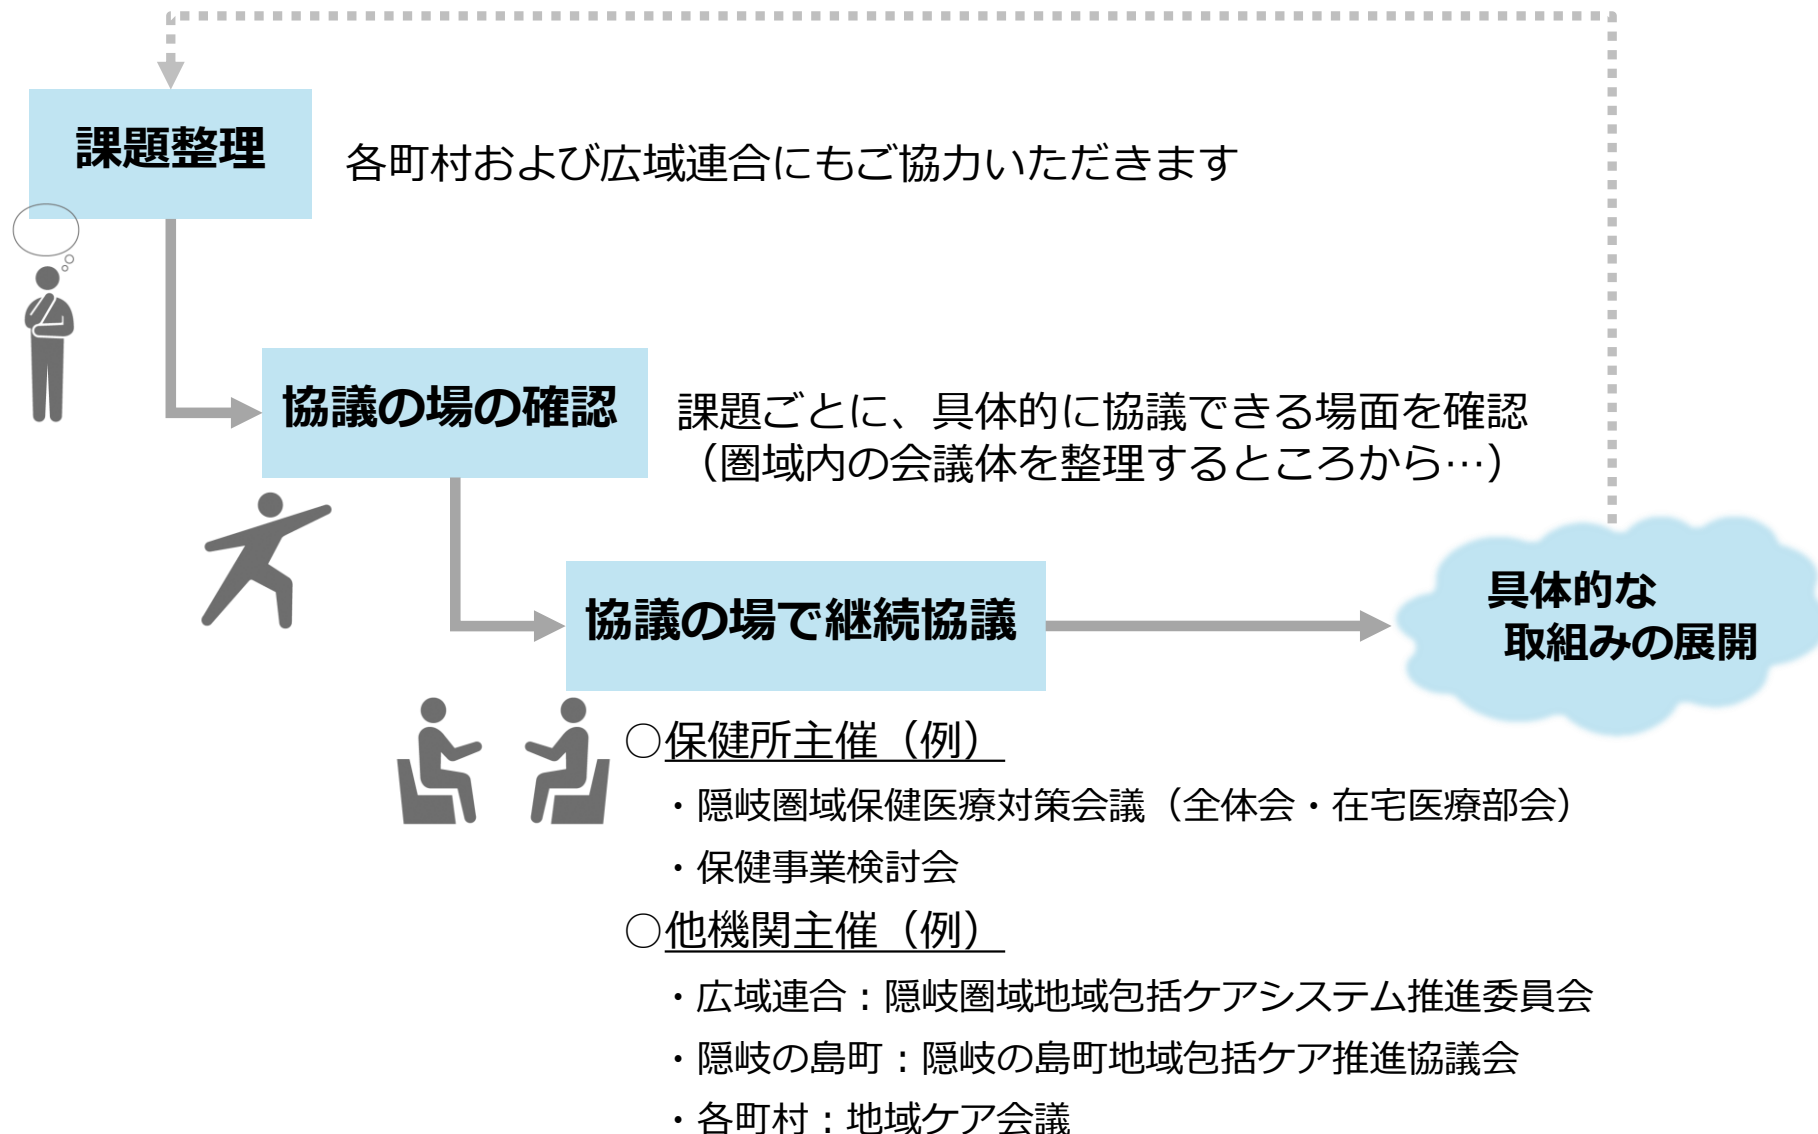 課題整理
各町村および広域連合にもご協力いただきます
協議の場の確認
課題ごとに、具体的に協議できる場面を確認
（圏域内の会議体を整理するところから…）
協議の場で継続協議
具体的な
取組みの展開
○保健所主催（例）
・隠岐圏域保健医療対策会議（全体会・在宅医療部会）
・保健事業検討会
○他機関主催（例）
・広域連合：隠岐圏域地域包括ケアシステム推進委員会
・隠岐の島町：隠岐の島町地域包括ケア推進協議会
・各町村：地域ケア会議